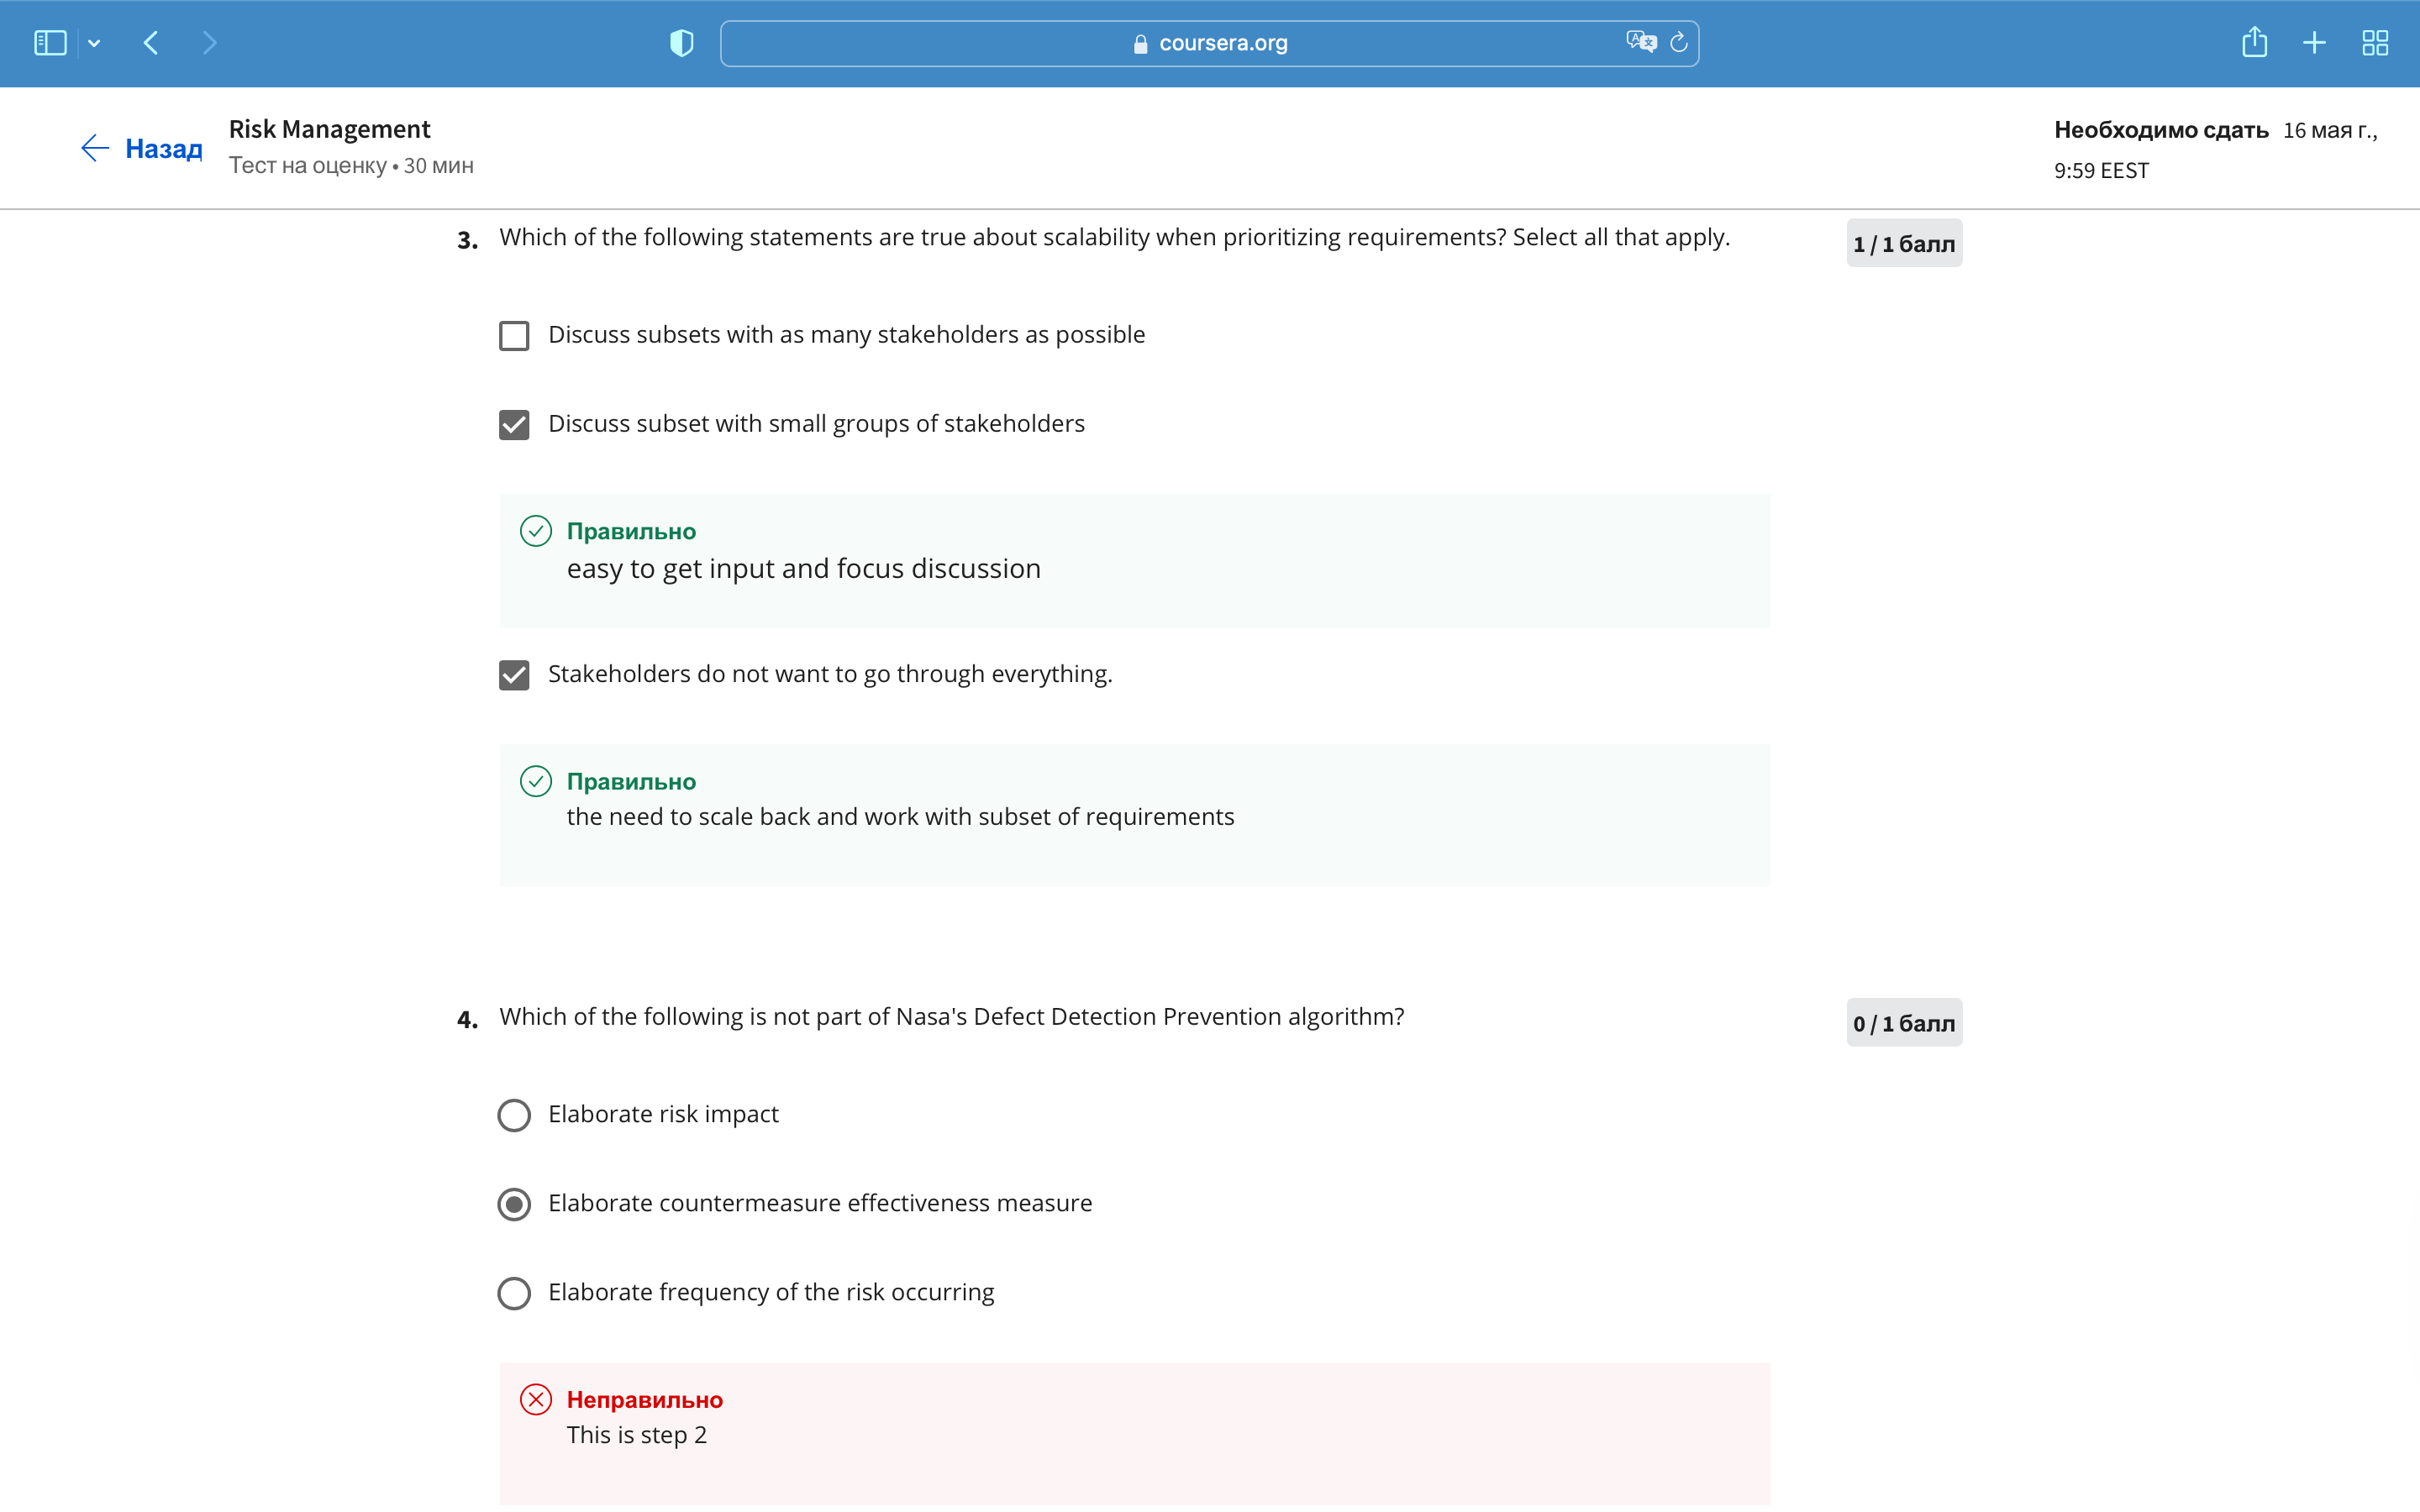 coursera.org
Назад
Risk Management
Тест на оценку • 30 мин
Необходимо сдать 16 мая г.,
9:59 EEST
3. Which of the following statements are true about scalability when prioritizing requirements? Select all that apply.
1 / 1 балл
Discuss subsets with as many stakeholders as possible
Discuss subset with small groups of stakeholders
Правильно
easy to get input and focus discussion
Stakeholders do not want to go through everything.
Правильно
the need to scale back and work with subset of requirements
4. Which of the following is not part of Nasa's Defect Detection Prevention algorithm?
0 / 1 балл
Elaborate risk impact
Elaborate countermeasure effectiveness measure
Elaborate frequency of the risk occurring
Неправильно
This is step 2